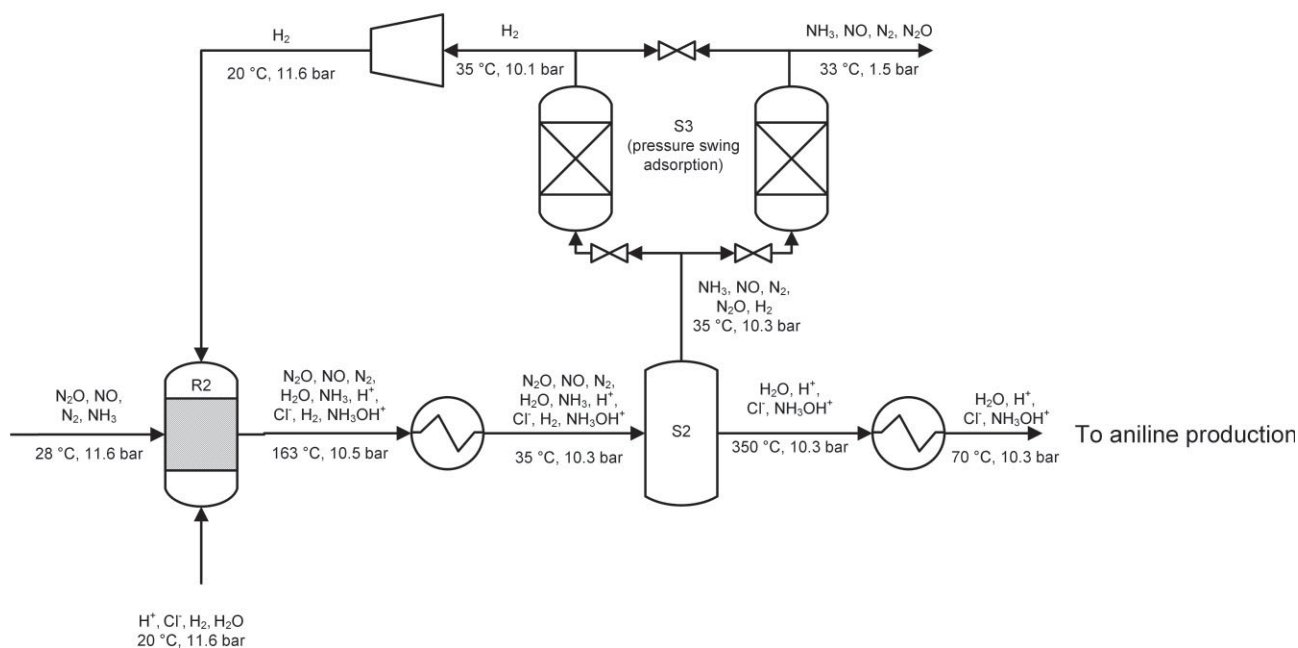 H₂
20 °C, 11.6 bar
H₂
35 °C, 10.1 bar
NH₃, NO, N₂, N₂O
33 °C, 1.5 bar
S3
(pressure swing
adsorption)
NH₃, NO, N₂,
N₂O, H₂
35 °C, 10.3 bar
N₂O, NO,
N₂, NH₃
28 °C, 11.6 bar
R2
N₂O, NO, N₂,
H₂O, NH₃, H⁺,
Cl⁻, H₂, NH₃OH⁺
163 °C, 10.5 bar
N₂O, NO, N₂,
H₂O, NH₃, H⁺,
Cl⁻, H₂, NH₃OH⁺
35 °C, 10.3 bar
S2
H₂O, H⁺,
Cl⁻, NH₃OH⁺
350 °C, 10.3 bar
H₂O, H⁺,
Cl⁻, NH₃OH⁺
70 °C, 10.3 bar
To aniline production
H⁺, Cl⁻, H₂, H₂O
20 °C, 11.6 bar